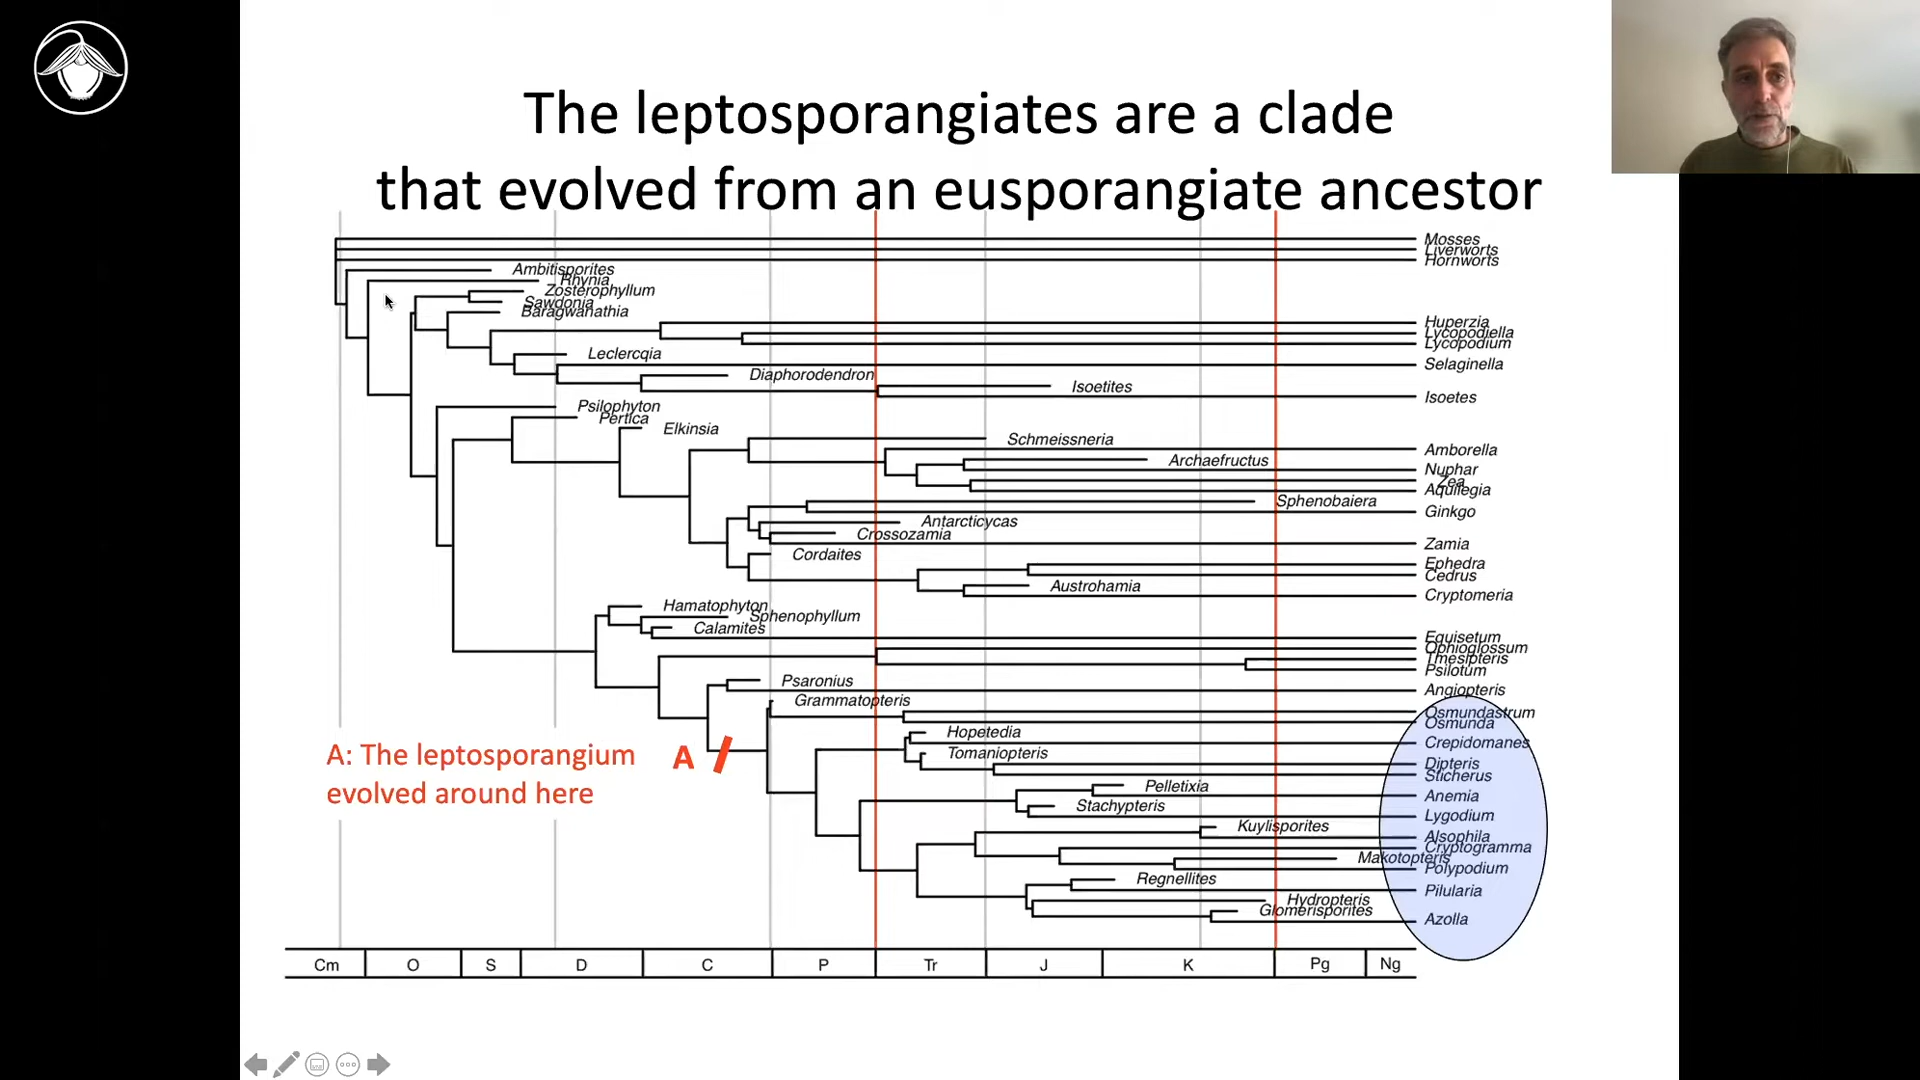 The leptosporangiates are a clade
that evolved from an eusporangiate ancestor
Mosses
Liverworts
Hornworts
Ambitisporites
Rhynia
Zosterophyllum
Sawdonia
Baragwanathia
Huperzia
Lycopodiella
Lycopodium
Leclercqia
Selaginella
Diaphorodendron
Isoetites
Isoetes
Psilophyton
Pertica
Elkinsia
Schmeissneria
Amborella
Archaefructus
Nuphar
Zea
Aquilegia
Sphenobaiera
Ginkgo
Antarcticycas
Crossozamia
Zamia
Cordaites
Ephedra
Cedrus
Austrohamia
Cryptomeria
Hamatophyton
Sphenophyllum
Calamites
Equisetum
Ophioglossum
Tmesipteris
Psilotum
Psaronius
Angiopteris
Grammatopteris
Osmundastrum
Osmunda
Hopetedia
Crepidomanes
Tomaniopteris
Dipteris
Sticherus
Pelletixia
Anemia
Stachypteris
Lygodium
Kuylisporites
Alsophila
Cryptogramma
Makotopteris
Polypodium
Regnellites
Pilularia
Hydropteris
Glomerisporites
Azolla
A: The leptosporangium
evolved around here
A
Cm O S D C P Tr J K Pg Ng